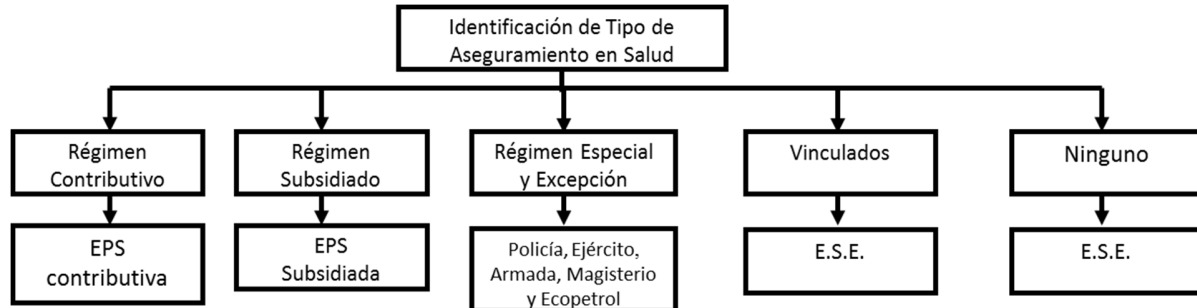 Identificación de Tipo de
Aseguramiento en Salud
Régimen
Contributivo
Régimen
Subsidiado
Régimen Especial
y Excepción
Vinculados
Ninguno
EPS
contributiva
EPS
Subsidiada
Policía, Ejército,
Armada, Magisterio
y Ecopetrol
E.S.E.
E.S.E.